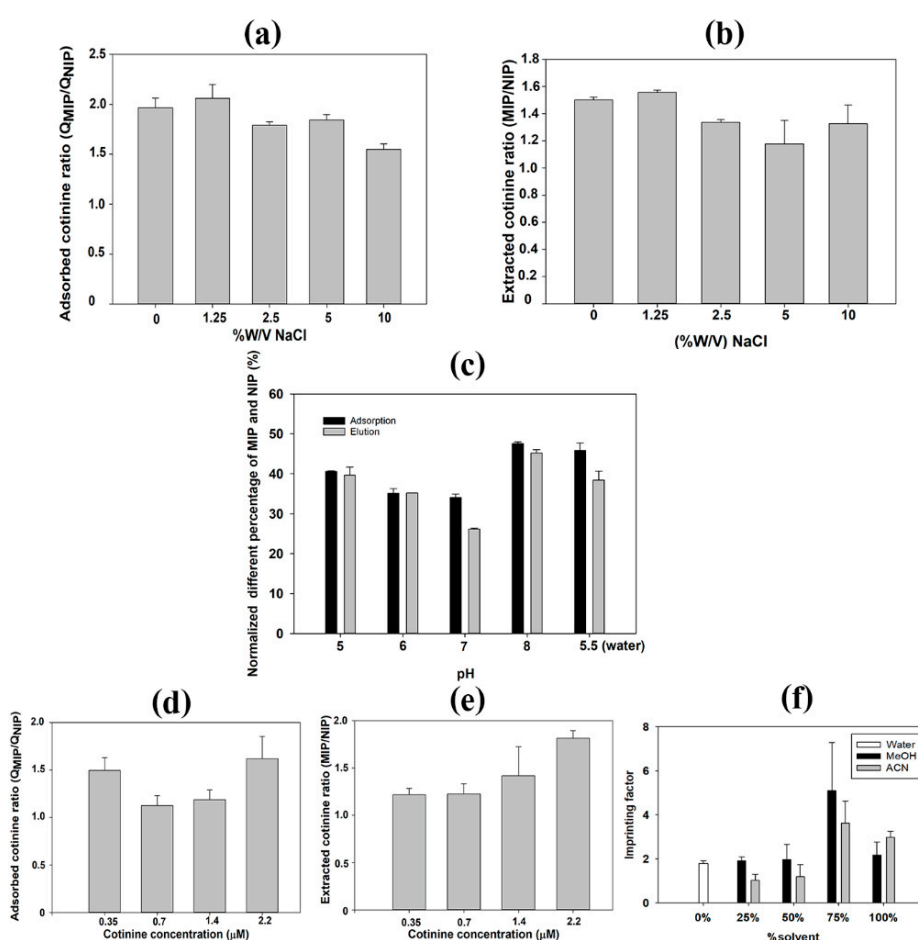 (a)
Adsorbed cotinine ratio (QMIP/QNIP)
2.5
2.0
1.5
1.0
0.5
0
0 1.25 2.5 5 10
%W/V NaCl
(b)
Extracted cotinine ratio (MIP/NIP)
1.8
1.6
1.4
1.2
1.0
0.8
0.6
0.4
0.2
0
0 1.25 2.5 5 10
(%W/V) NaCl
(c)
Normalized different percentage of MIP and NIP (%)
60
50
40
30
20
10
0
Adsorption
Elution
5 6 7 8 5.5 (water)
pH
(d)
Adsorbed cotinine ratio (QMIP/QNIP)
2.0
1.5
1.0
0.5
0
0.35 0.7 1.4 2.2
Cotinine concentration (µM)
(e)
Extracted cotinine ratio (MIP/NIP)
2.0
1.5
1.0
0.5
0
0.35 0.7 1.4 2.2
Cotinine concentration (µM)
(f)
Imprinting factor
8
6
4
2
0
Water
MeOH
ACN
0% 25% 50% 75% 100%
%solvent